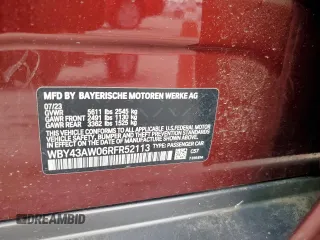 MFD BY BAYERISCHE MOTOREN WERKE AG
07/23
GVWR 5611 lbs 2545 kg
GAWR FRONT 2491 lbs 1130 kg
GAWR REAR 3362 lbs 1525 kg
THIS VEHICLE CONFORMS TO ALL APPLICABLE
FEDERAL MOTOR VEHICLE SAFETY, BUMPER
AND THEFT PREVENTION STANDARDS IN
EFFECT ON THE DATE OF MANUFACTURE
SHOWN ABOVE.
WBY43AW06RFR52113 TYPE: PASSENGER CAR
C57
DREAMBID